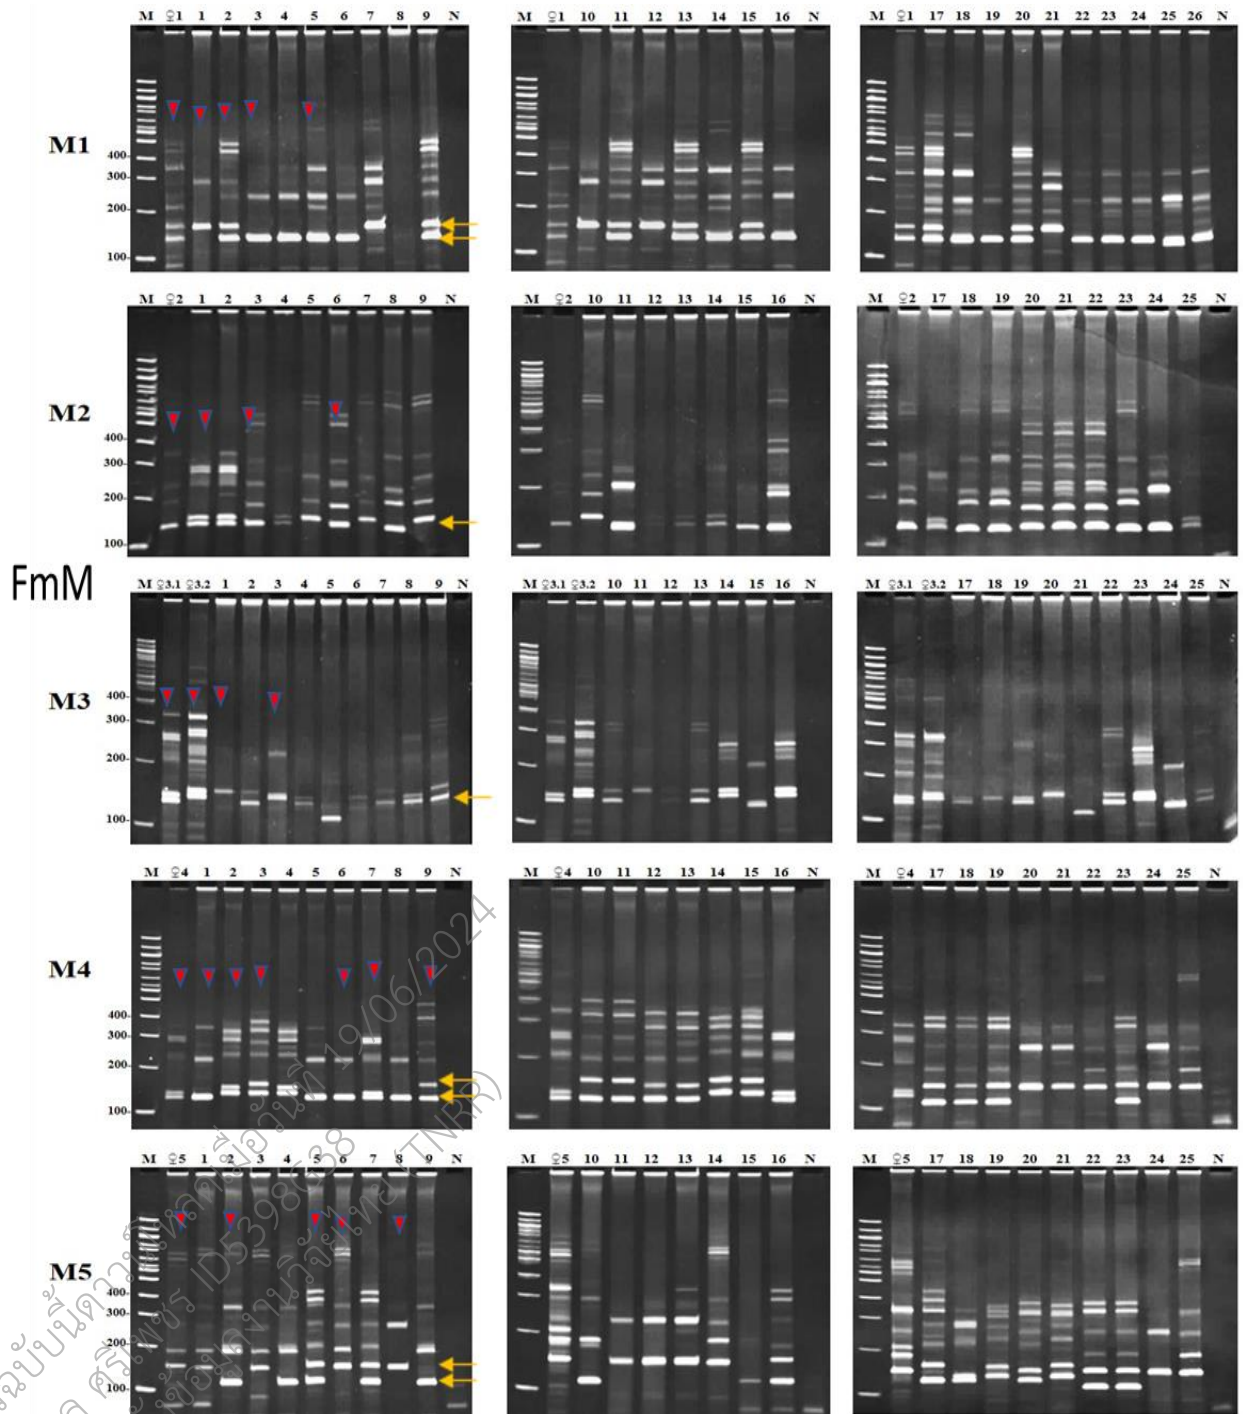 M ♀1 1 2 3 4 5 6 7 8 9 N
M ♀1 10 11 12 13 14 15 16 N
M ♀1 17 18 19 20 21 22 23 24 25 26 N
M1
400
300
200
100
M ♀2 1 2 3 4 5 6 7 8 9 N
M ♀2 10 11 12 13 14 15 16 N
M ♀2 17 18 19 20 21 22 23 24 25 N
M2
400
300
200
100
FmM
M ♀3.1 ♀3.2 1 2 3 4 5 6 7 8 9 N
M ♀3.1 ♀3.2 10 11 12 13 14 15 16 N
M ♀3.1 ♀3.2 17 18 19 20 21 22 23 24 25 N
M3
400
300
200
100
M ♀4 1 2 3 4 5 6 7 8 9 N
M ♀4 10 11 12 13 14 15 16 N
M ♀4 17 18 19 20 21 22 23 24 25 N
M4
400
300
200
100
M ♀5 1 2 3 4 5 6 7 8 9 N
M ♀5 10 11 12 13 14 15 16 N
M ♀5 17 18 19 20 21 22 23 24 25 N
M5
400
300
200
100
19/06/2024
(TNRR)